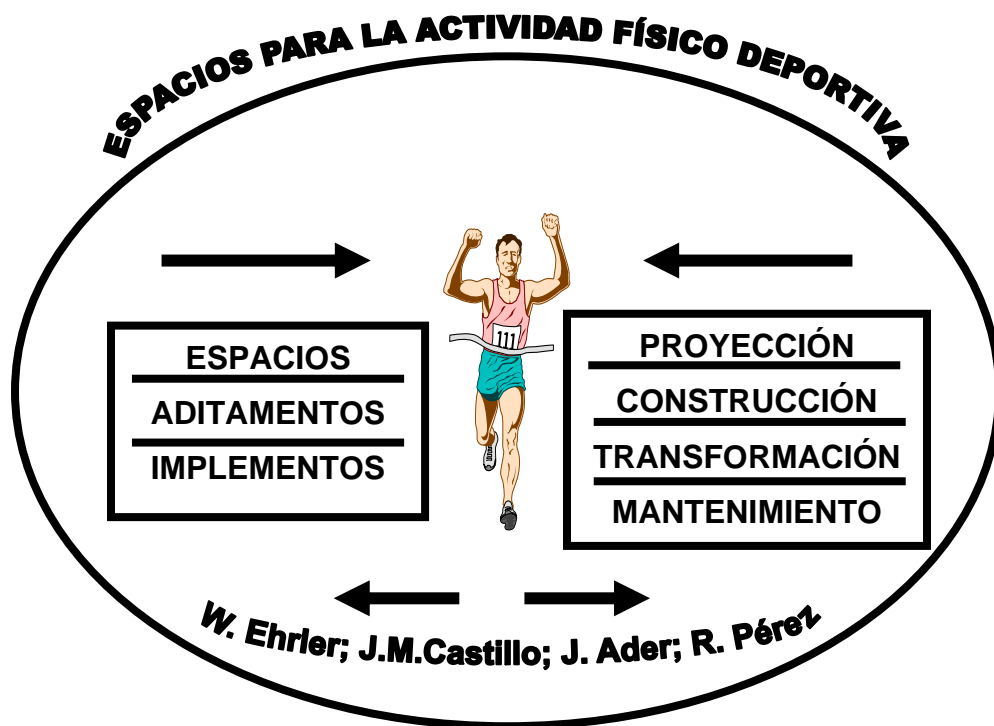 ESPACIOS PARA LA ACTIVIDAD FÍSICO DEPORTIVA
ESPACIOS
ADITAMENTOS
IMPLEMENTOS
111
PROYECCIÓN
CONSTRUCCIÓN
TRANSFORMACIÓN
MANTENIMIENTO
W. Ehrler; J.M.Castillo; J. Ader; R. Pérez